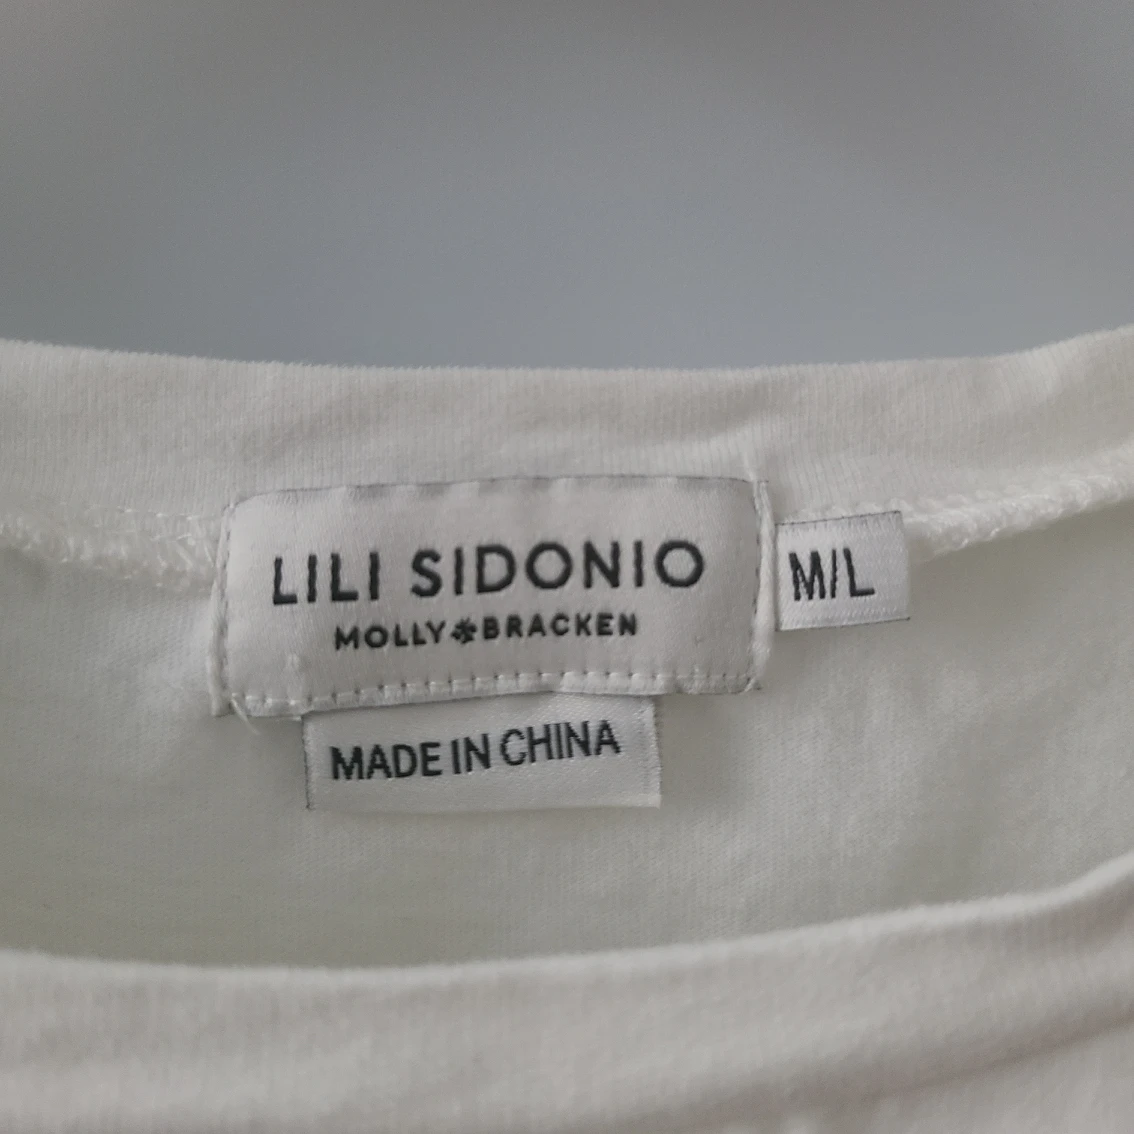 LILI SIDONIO
MOLLY BRACKEN
M/L
MADE IN CHINA